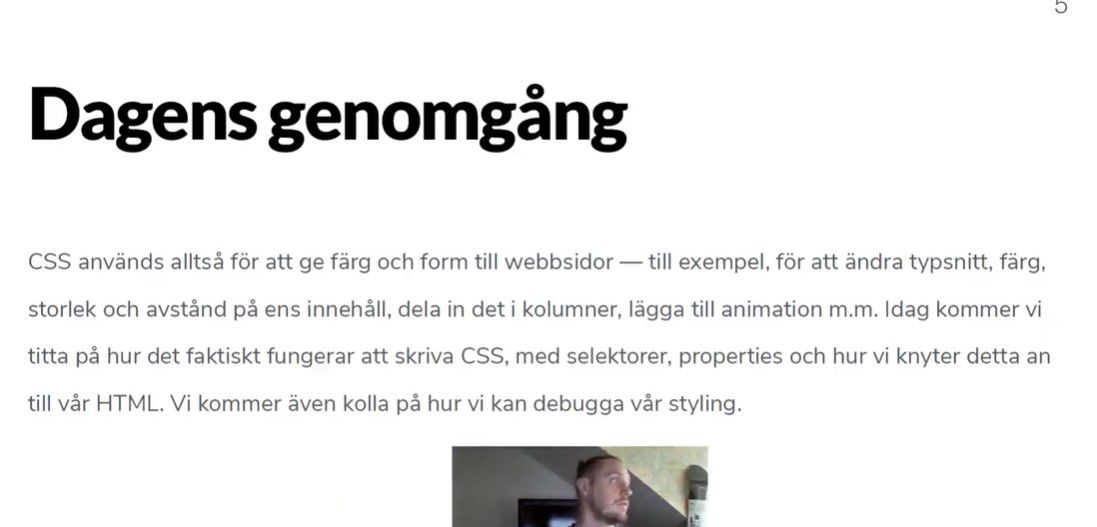 5
Dagens genomgång
CSS används alltså för att ge färg och form till webbsidor — till exempel, för att ändra typsnitt, färg,
storlek och avstånd på ens innehåll, dela in det i kolumner, lägga till animation m.m. Idag kommer vi
titta på hur det faktiskt fungerar att skriva CSS, med selektorer, properties och hur vi knyter detta an
till vår HTML. Vi kommer även kolla på hur vi kan debugga vår styling.